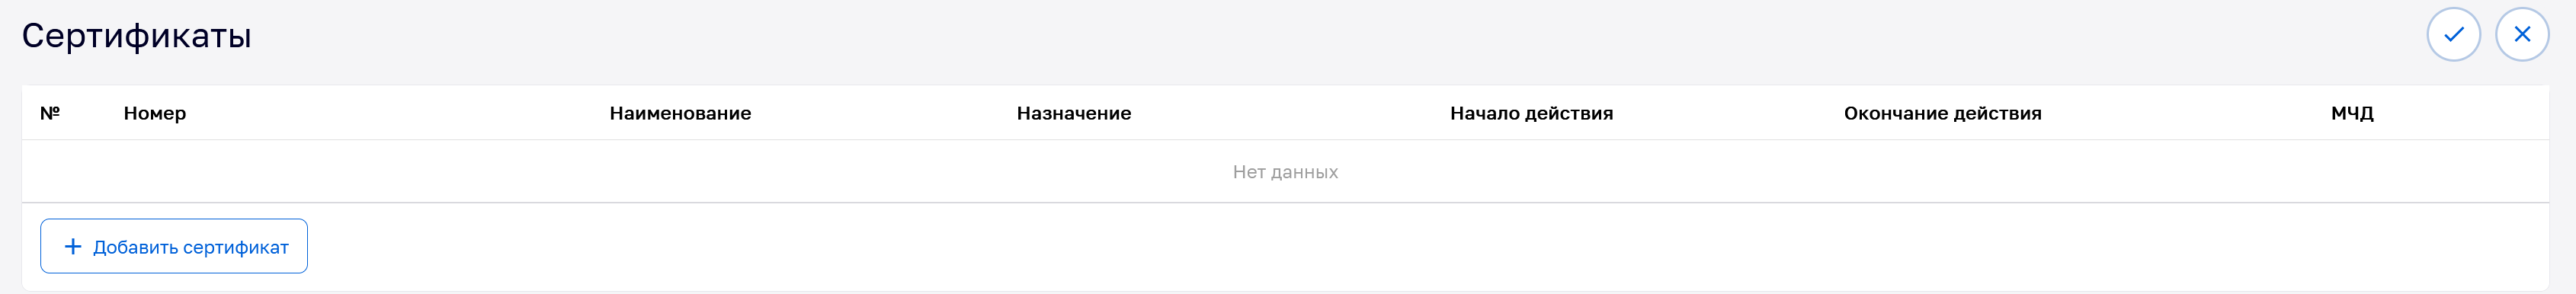 Сертификаты
№ Номер Наименование Назначение Начало действия Окончание действия МЧД
Нет данных
Добавить сертификат